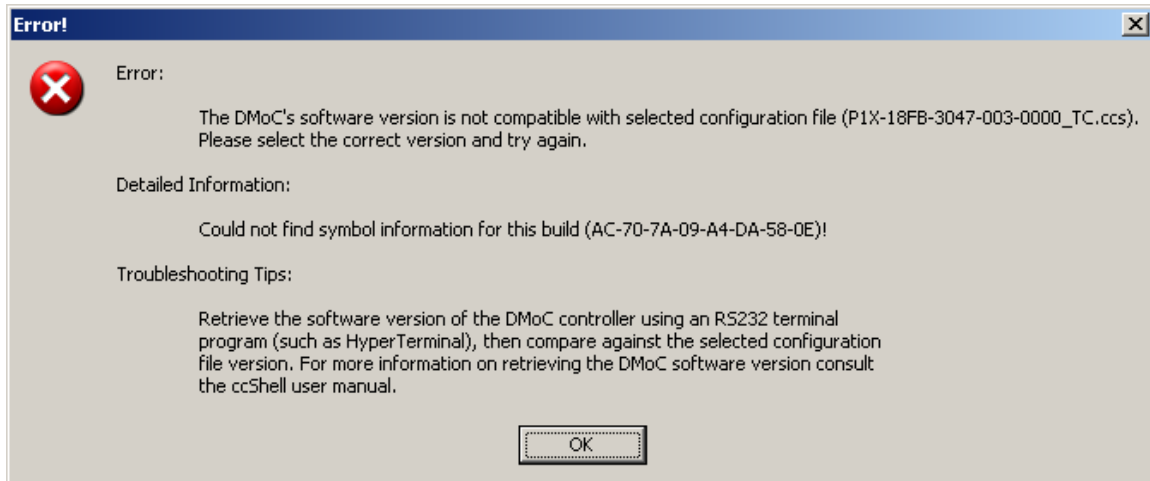 Error!
Error:
The DMoC's software version is not compatible with selected configuration file (P1X-18FB-3047-003-0000_TC.ccs).
Please select the correct version and try again.
Detailed Information:
Could not find symbol information for this build (AC-70-7A-09-A4-DA-58-0E)!
Troubleshooting Tips:
Retrieve the software version of the DMoC controller using an RS232 terminal
program (such as HyperTerminal), then compare against the selected configuration
file version. For more information on retrieving the DMoC software version consult
the ccShell user manual.
OK